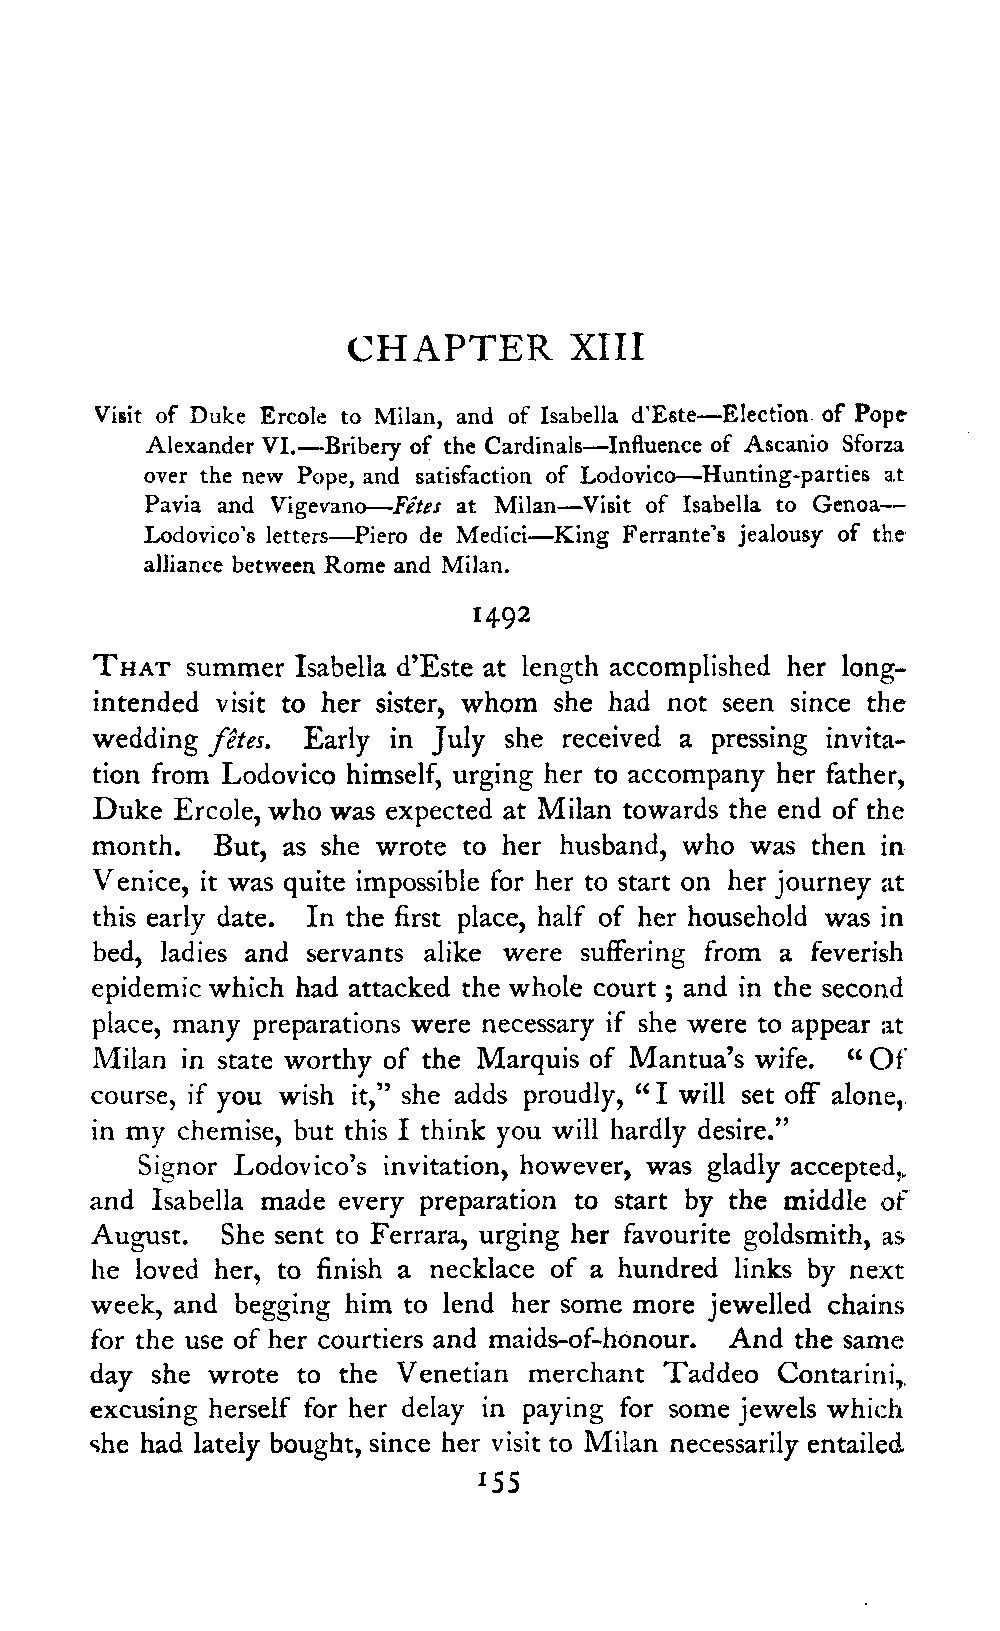 CHAPTER XIII
Visit of Duke Ercole to Milan, and of Isabella d'Este—Election of Pope
Alexander VI.—Bribery of the Cardinals—Influence of Ascanio Sforza
over the new Pope, and satisfaction of Lodovico—Hunting-parties at
Pavia and Vigevano—Fêtes at Milan—Visit of Isabella to Genoa—
Lodovico's letters—Piero de Medici—King Ferrante's jealousy of the
alliance between Rome and Milan.
1492
THAT summer Isabella d'Este at length accomplished her long-
intended visit to her sister, whom she had not seen since the
wedding fêtes. Early in July she received a pressing invita-
tion from Lodovico himself, urging her to accompany her father,
Duke Ercole, who was expected at Milan towards the end of the
month. But, as she wrote to her husband, who was then in
Venice, it was quite impossible for her to start on her journey at
this early date. In the first place, half of her household was in
bed, ladies and servants alike were suffering from a feverish
epidemic which had attacked the whole court ; and in the second
place, many preparations were necessary if she were to appear at
Milan in state worthy of the Marquis of Mantua's wife. "Of
course, if you wish it," she adds proudly, "I will set off alone,
in my chemise, but this I think you will hardly desire."
Signor Lodovico's invitation, however, was gladly accepted,
and Isabella made every preparation to start by the middle of
August. She sent to Ferrara, urging her favourite goldsmith, as
he loved her, to finish a necklace of a hundred links by next
week, and begging him to lend her some more jewelled chains
for the use of her courtiers and maids-of-honour. And the same
day she wrote to the Venetian merchant Taddeo Contarini,
excusing herself for her delay in paying for some jewels which
she had lately bought, since her visit to Milan necessarily entailed
155